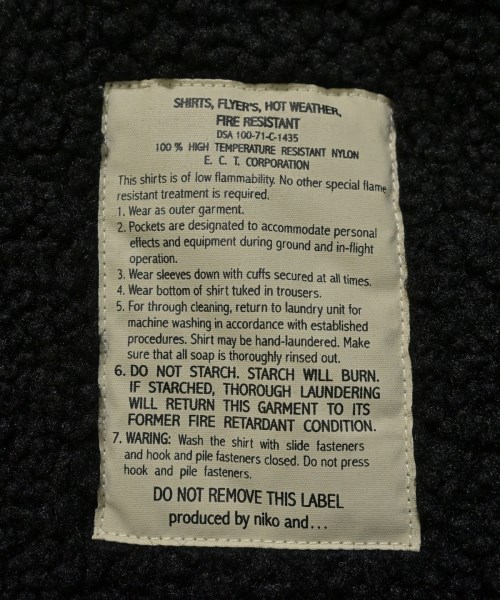 SHIRTS, FLYER'S, HOT WEATHER,
FIRE RESISTANT
DSA 100-71-C-1435
100 % HIGH TEMPERATURE RESISTANT NYLON
E. C. T. CORPORATION
This shirts is of low flammability. No other special flame
resistant treatment is required.
1. Wear as outer garment.
2. Pockets are designated to accommodate personal
effects and equipment during ground and in-flight
operation.
3. Wear sleeves down with cuffs secured at all times.
4. Wear bottom of shirt tuked in trousers.
5. For through cleaning, return to laundry unit for
machine washing in accordance with established
procedures. Shirt may be hand-laundered. Make
sure that all soap is thoroughly rinsed out.
6. DO NOT STARCH. STARCH WILL BURN.
IF STARCHED, THOROUGH LAUNDERING
WILL RETURN THIS GARMENT TO ITS
FORMER FIRE RETARDANT CONDITION.
7. WARING: Wash the shirt with slide fasteners
and hook and pile fasteners closed. Do not press
hook and pile fasteners.
DO NOT REMOVE THIS LABEL
produced by niko and...